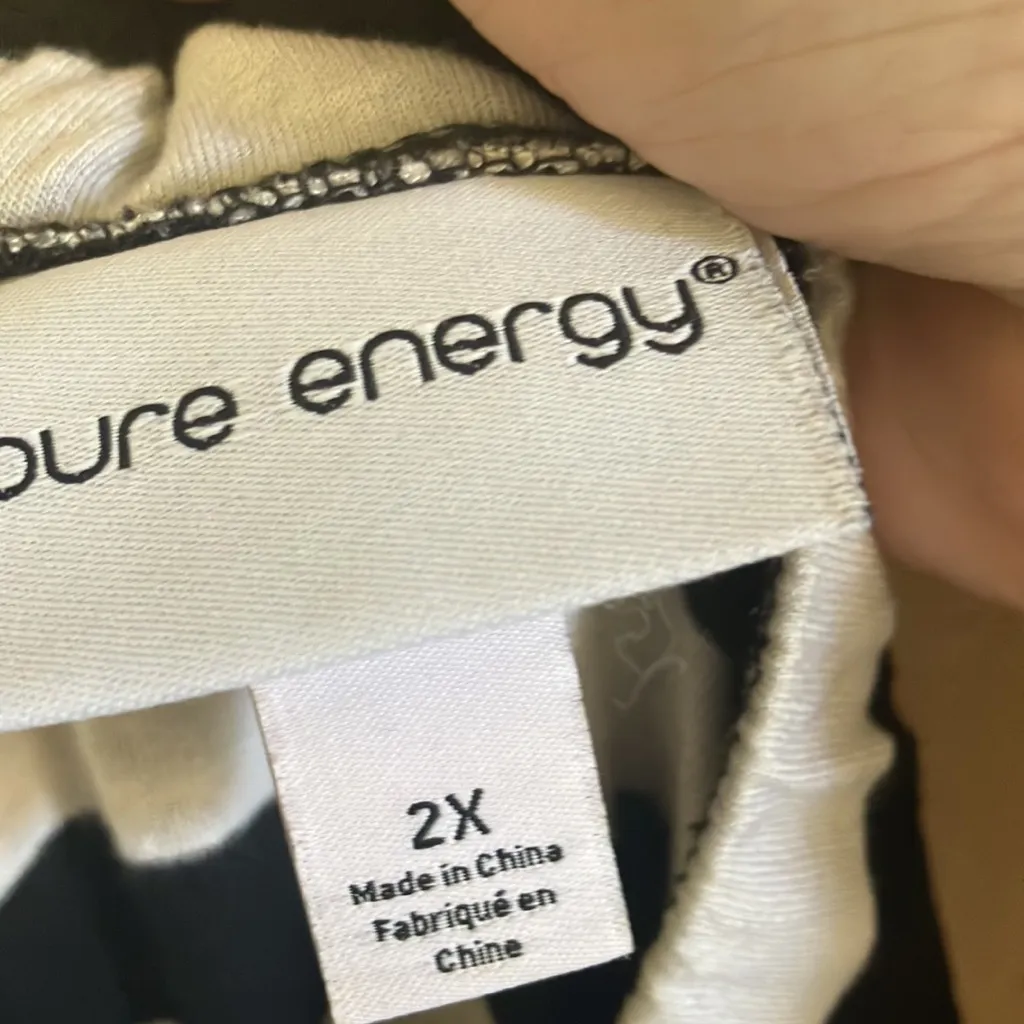 pure energy®
2X
Made in China
Fabriqué en
Chine